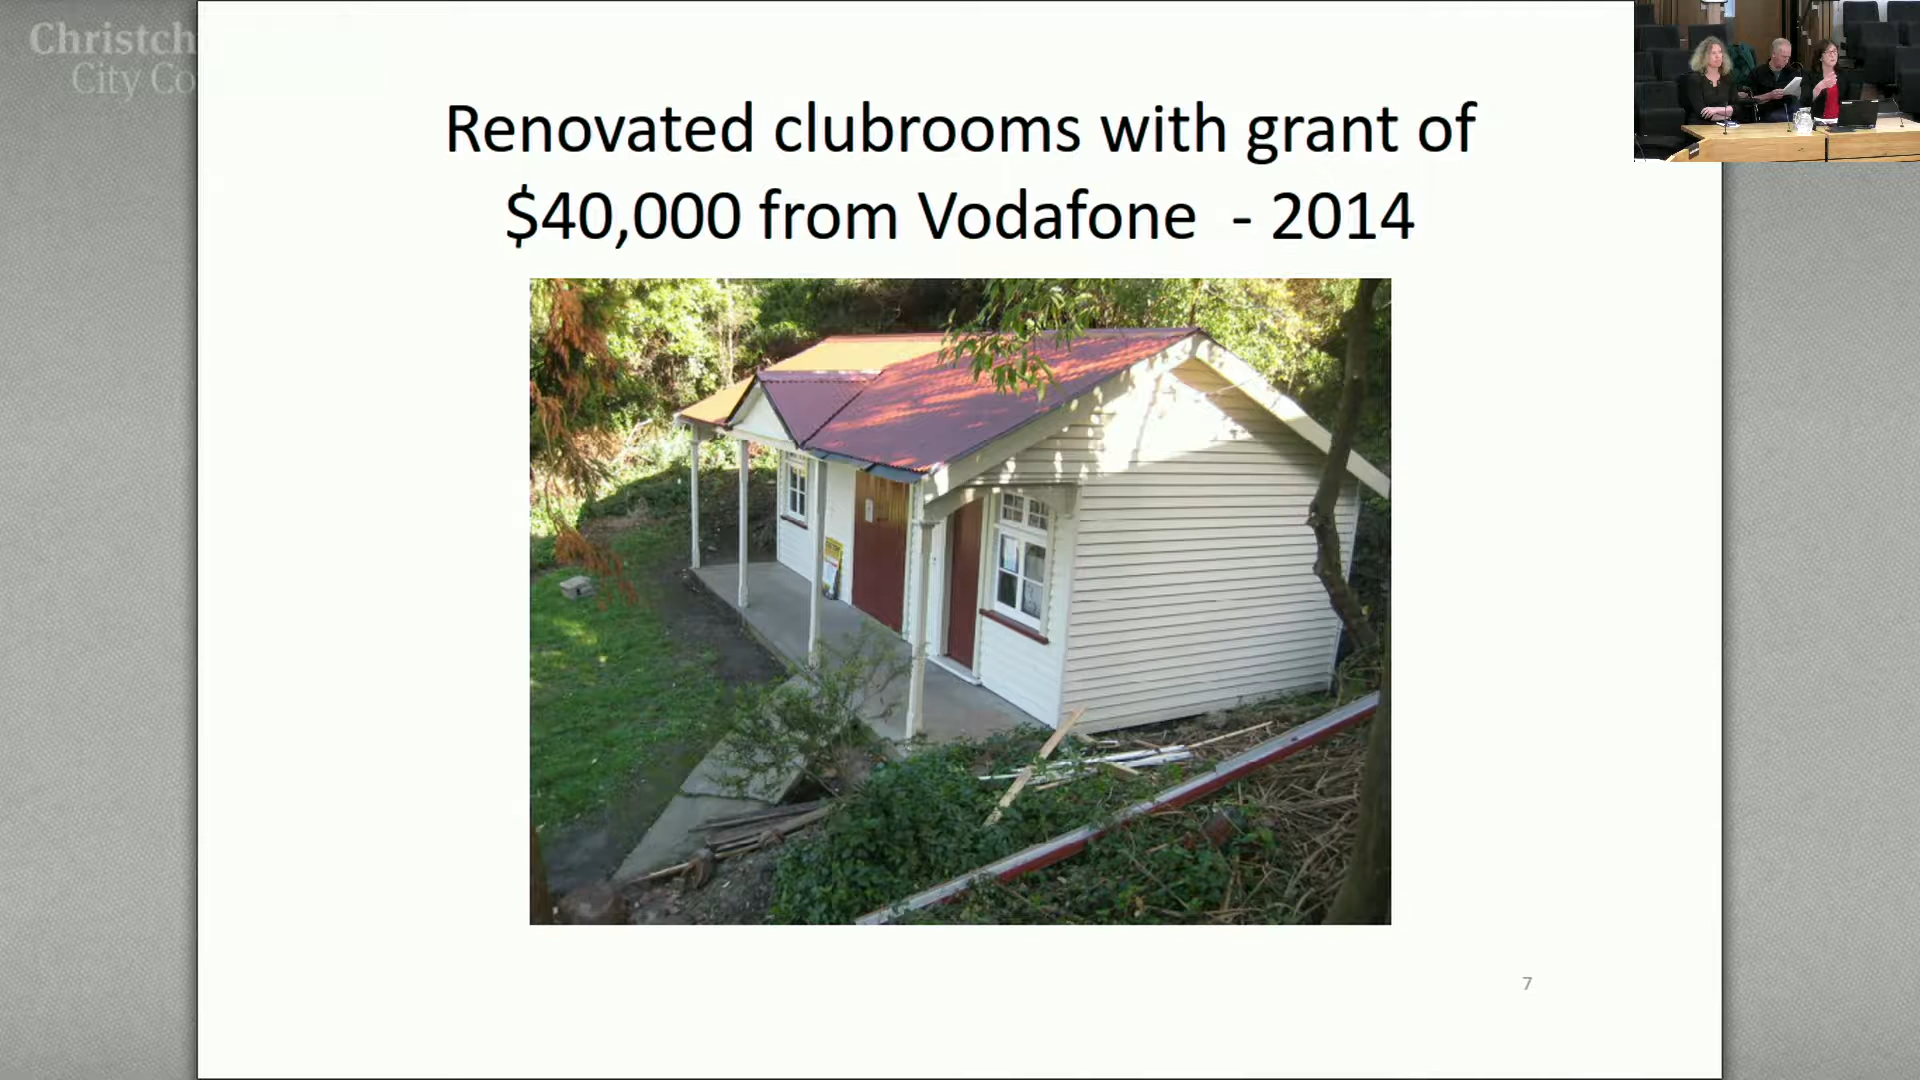 Christch
City Co
Renovated clubrooms with grant of
$40,000 from Vodafone - 2014
7